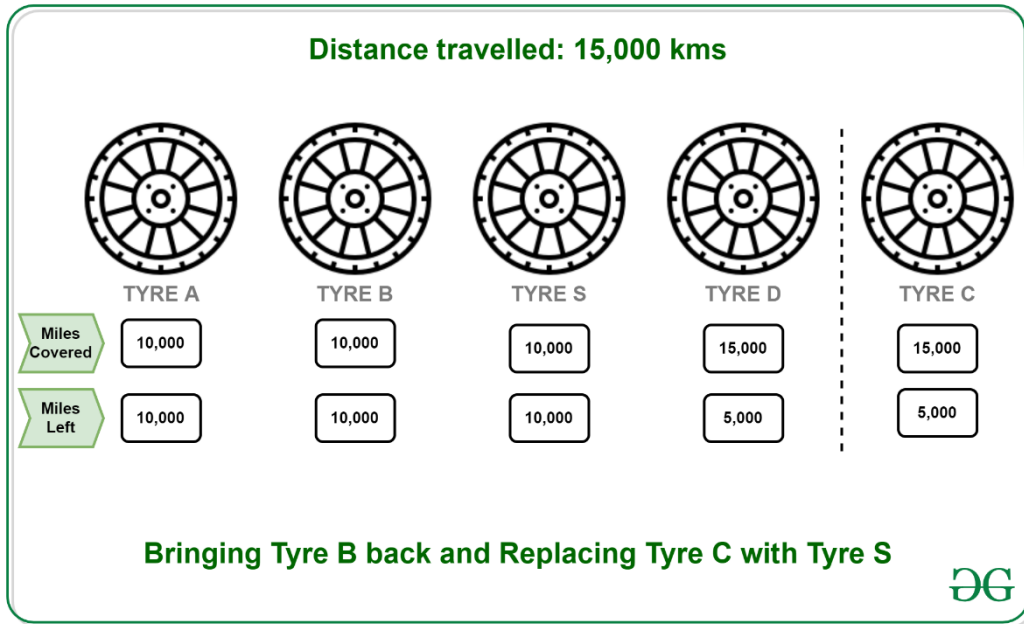 Distance travelled: 15,000 kms
TYRE A TYRE B TYRE S TYRE D TYRE C
Miles Covered 10,000 10,000 10,000 15,000 15,000
Miles Left 10,000 10,000 10,000 5,000 5,000
Bringing Tyre B back and Replacing Tyre C with Tyre S